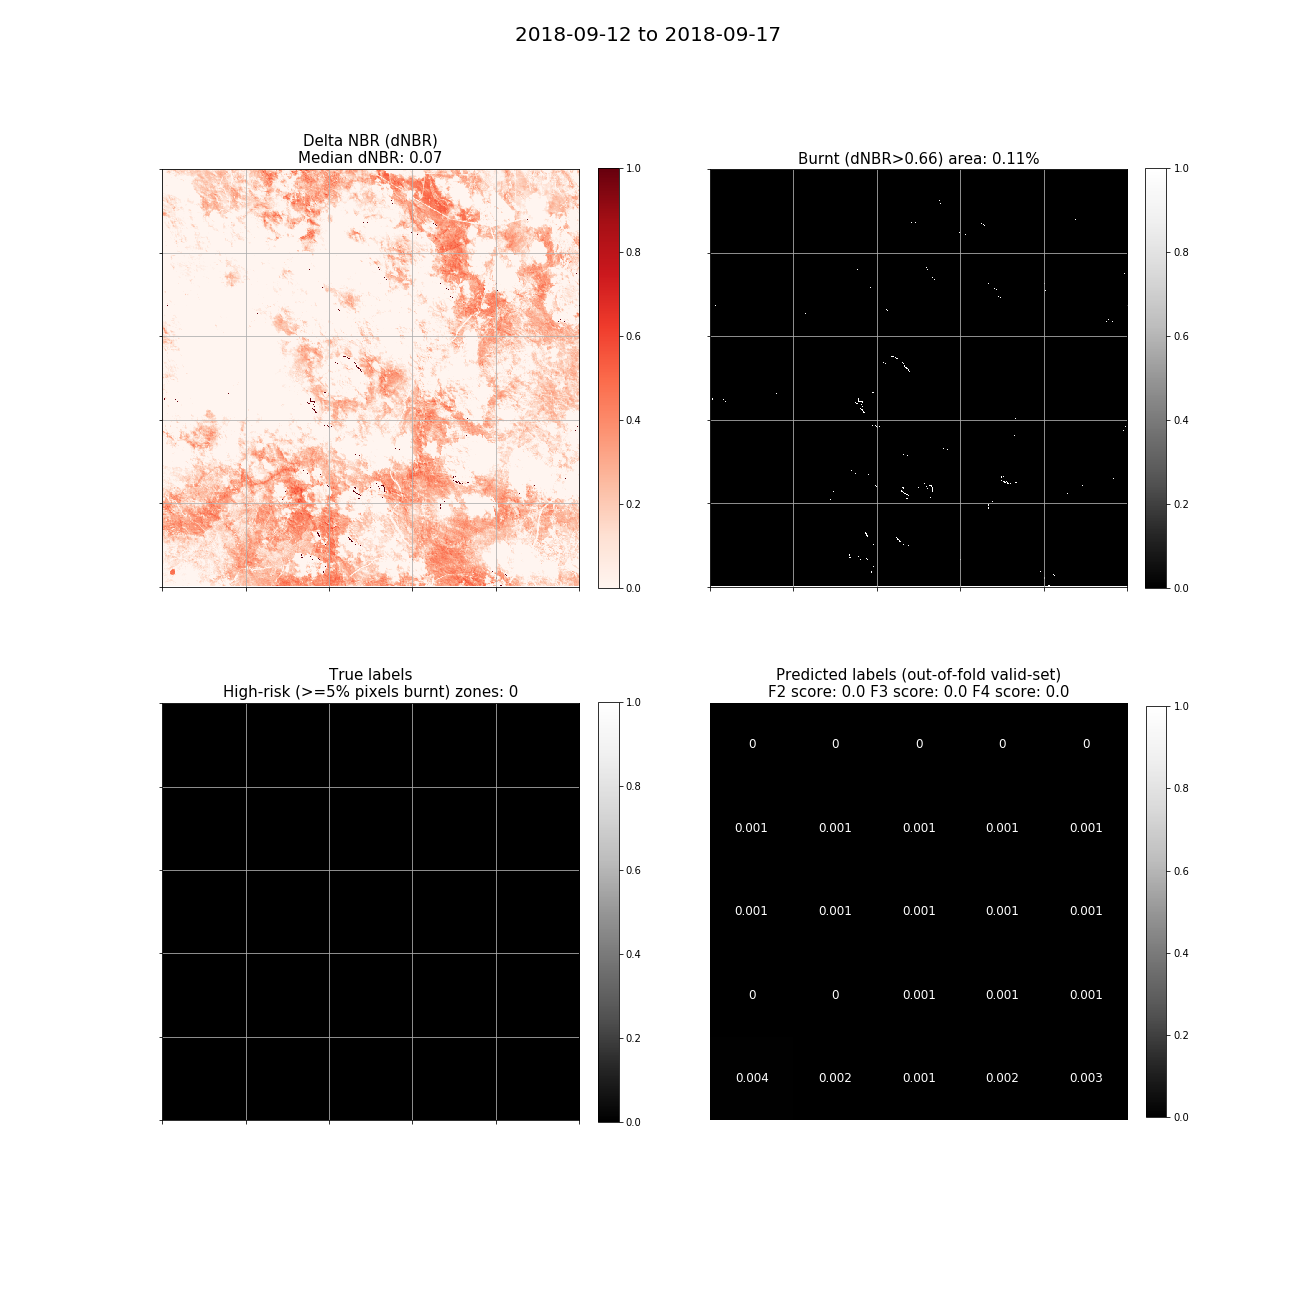 2018-09-12 to 2018-09-17
Delta NBR (dNBR)
Median dNBR: 0.07
1.0
0.8
0.6
0.4
0.2
0.0
Burnt (dNBR>0.66) area: 0.11%
1.0
0.8
0.6
0.4
0.2
0.0
True labels
High-risk (>=5% pixels burnt) zones: 0
1.0
0.8
0.6
0.4
0.2
0.0
Predicted labels (out-of-fold valid-set)
F2 score: 0.0 F3 score: 0.0 F4 score: 0.0
0 0 0 0 0
0.001 0.001 0.001 0.001 0.001
0.001 0.001 0.001 0.001 0.001
0 0 0.001 0.001 0.001
0.004 0.002 0.001 0.002 0.003
1.0
0.8
0.6
0.4
0.2
0.0